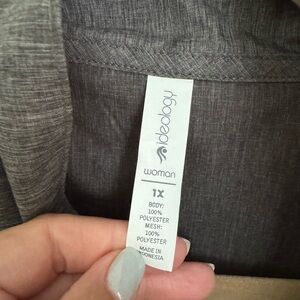 ideology
woman
1X
BODY:
100%
POLYESTER
MESH:
100%
POLYESTER
MADE IN
INDONESIA